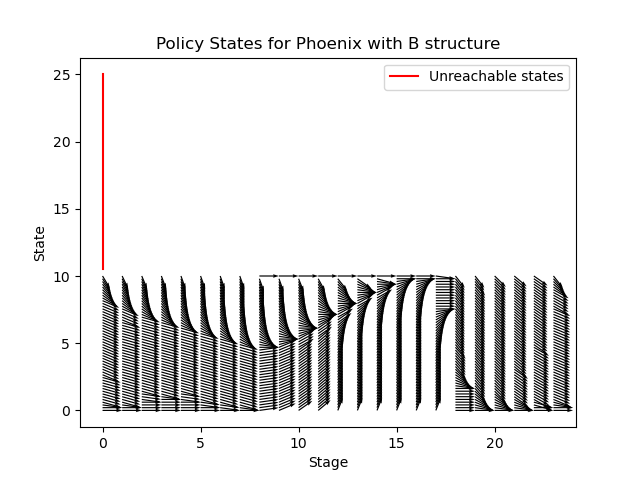 Policy States for Phoenix with B structure
Unreachable states
25
20
15
10
5
0
State
0 5 10 15 20
Stage